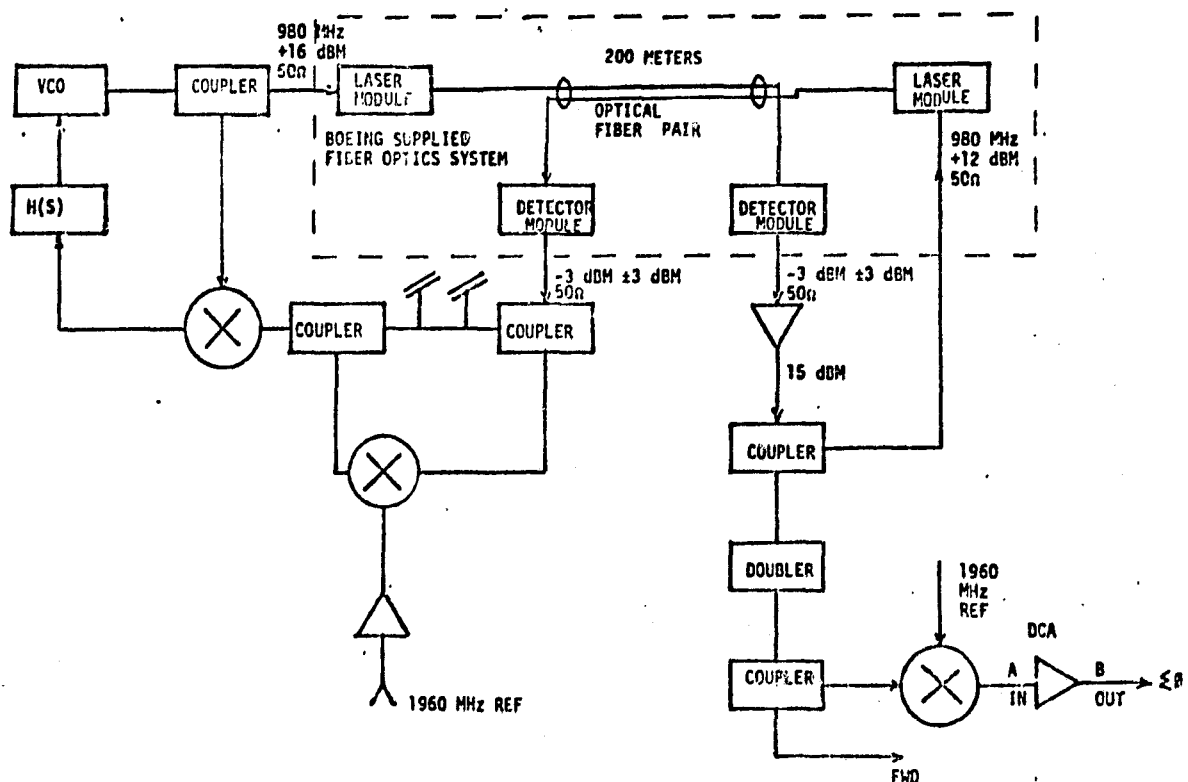 980 MHz
+16 dBM
50Ω
VCO
COUPLER
LASER
MODULE
200 METERS
OPTICAL
FIBER PAIR
LASER
MODULE
BOEING SUPPLIED
FIBER OPTICS SYSTEM
980 MHz
+12 dBM
50Ω
H(S)
DETECTOR
MODULE
DETECTOR
MODULE
-3 dBM ±3 dBM
50Ω
-3 dBM ±3 dBM
50Ω
COUPLER
COUPLER
15 dBM
COUPLER
DOUBLER
1960
MHz
REF
DCA
COUPLER
A
IN
B
OUT
Σø
1960 MHz REF
FWD